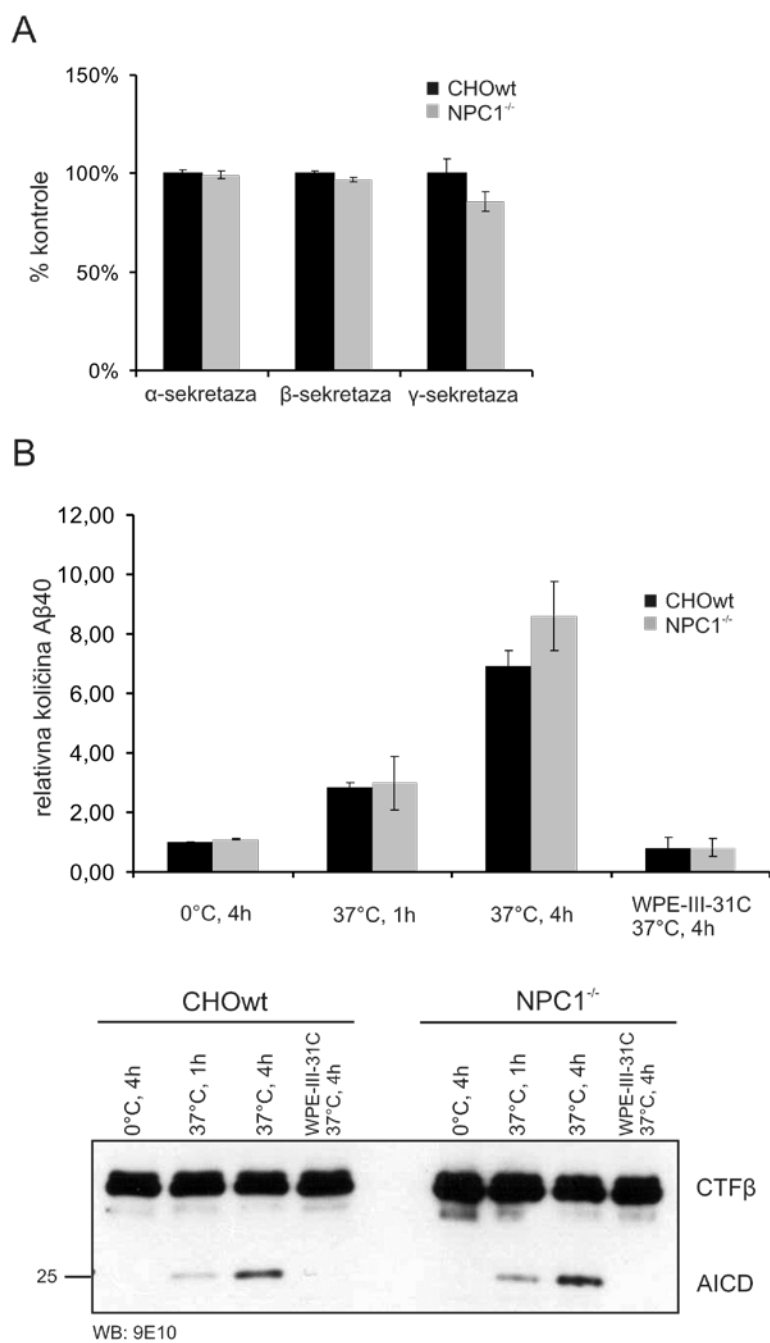 A
150%
100%
50%
0%
% kontrole
CHOwt
NPC1-/-
α-sekretaza
β-sekretaza
γ-sekretaza
B
12,00
10,00
8,00
6,00
4,00
2,00
0,00
relativna količina Aβ40
CHOwt
NPC1-/-
0°C, 4h
37°C, 1h
37°C, 4h
WPE-III-31C
37°C, 4h
CHOwt
NPC1-/-
0°C, 4h
37°C, 1h
37°C, 4h
WPE-III-31C
37°C, 4h
0°C, 4h
37°C, 1h
37°C, 4h
WPE-III-31C
37°C, 4h
CTFβ
25
AICD
WB: 9E10